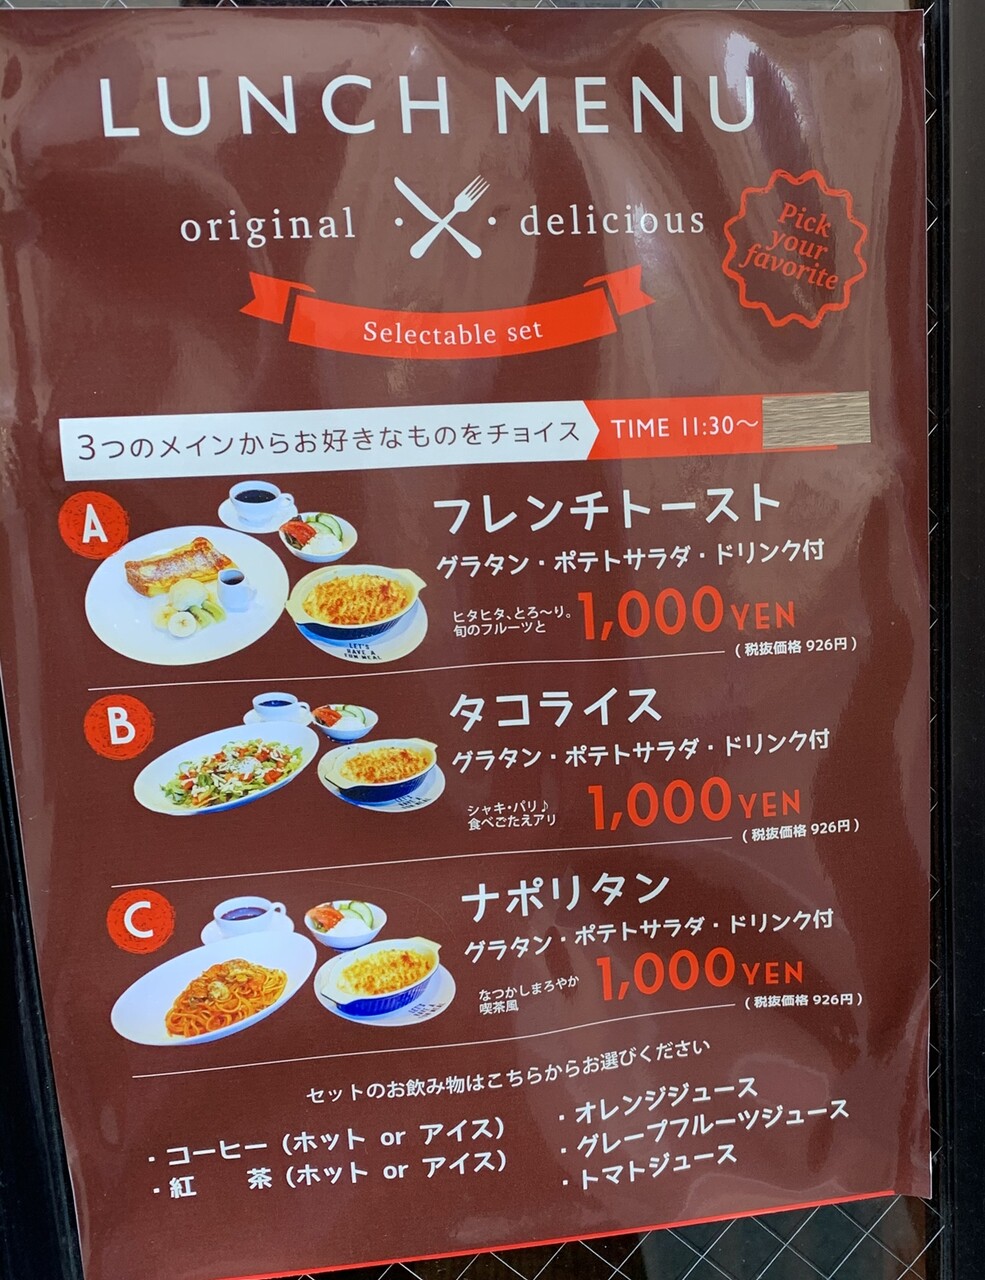 LUNCH MENU
original delicious
Pick
your
favorite
Selectable set
3つのメインからお好きなものをチョイス TIME 11:30～
A
フレンチトースト
グラタン・ポテトサラダ・ドリンク付
ヒタヒタ、とろ〜り。
旬のフルーツと
1,000 YEN
(税抜価格 926円)
LET'S
HAVE A
FUN MEAL
B
タコライス
グラタン・ポテトサラダ・ドリンク付
シャキ・パリ♪
食べごたえアリ
1,000 YEN
(税抜価格 926円)
C
ナポリタン
グラタン・ポテトサラダ・ドリンク付
なつかしまろやか
喫茶風
1,000 YEN
(税抜価格 926円)
セットのお飲み物はこちらからお選びください
・コーヒー (ホット or アイス)
・紅 茶 (ホット or アイス)
・オレンジジュース
・グレープフルーツジュース
・トマトジュース